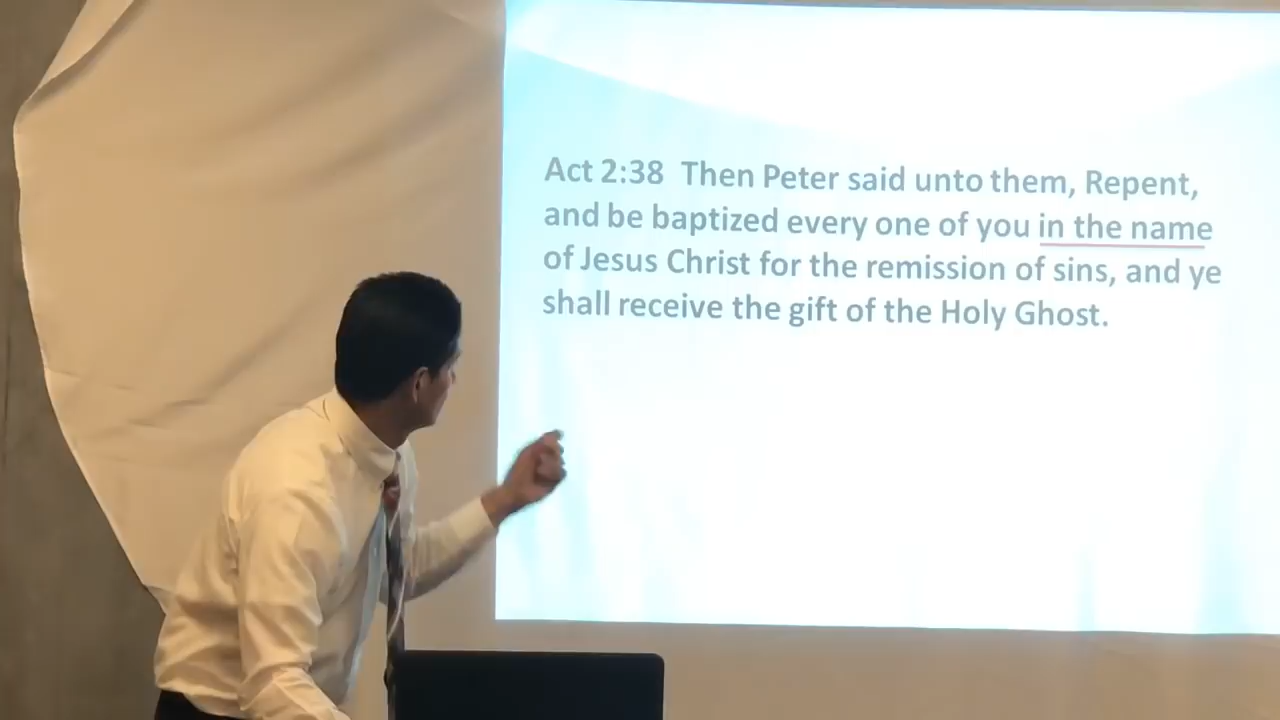 Act 2:38 Then Peter said unto them, Repent,
and be baptized every one of you in the name
of Jesus Christ for the remission of sins, and ye
shall receive the gift of the Holy Ghost.